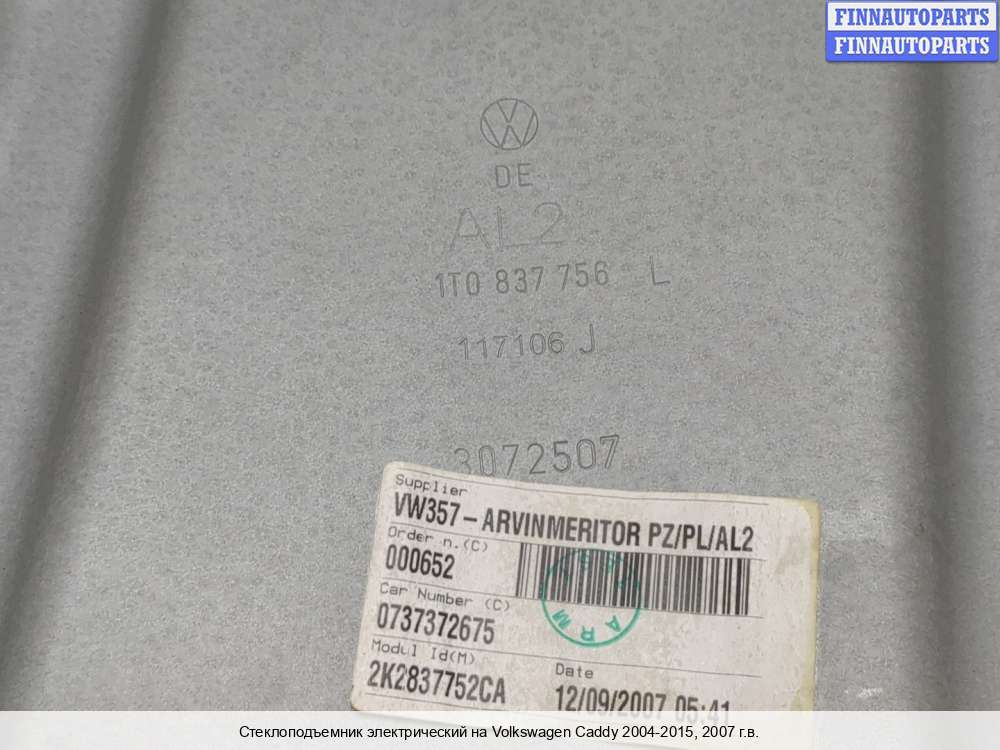 FINNAUTOPARTS
FINNAUTOPARTS
DE
AL2
1T0 837 756 L
117106 J
3072507
Supplier
VW357-ARVINMERITOR PZ/PL/AL2
Order n.(C)
000652
Car Number (C)
0737372675
ARM
Modul Id(M)
2K2837752CA
Date
12/09/2007 05:41
Стеклоподъемник электрический на Volkswagen Caddy 2004-2015, 2007 г.в.